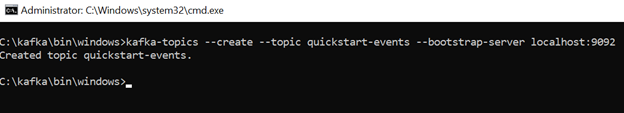 Administrator: C:\Windows\system32\cmd.exe
C:\kafka\bin\windows>kafka-topics --create --topic quickstart-events --bootstrap-server localhost:9092
Created topic quickstart-events.
C:\kafka\bin\windows>